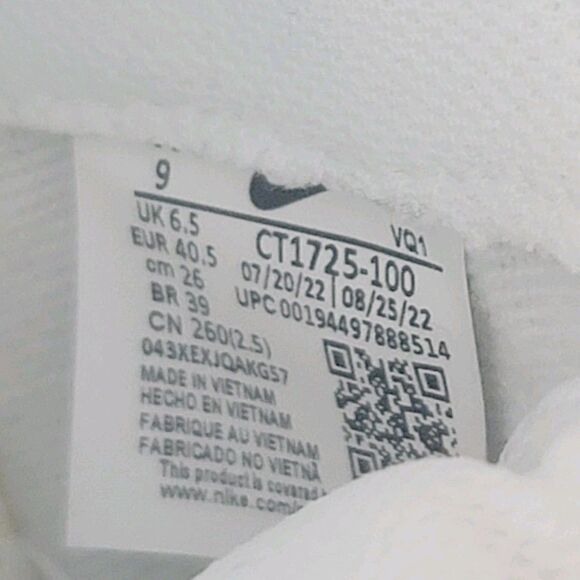 9
VQ1
UK 6.5
EUR 40.5
cm 26
BR 39
CN 260(2.5)
CT1725-100
07/20/22 | 08/25/22
UPC 00194497888514
043XEXJQAKG57
MADE IN VIETNAM
HECHO EN VIETNAM
FABRIQUE AU VIETNAM
FABRICADO NO VIETNÃ
This product is covered
www.nike.com/